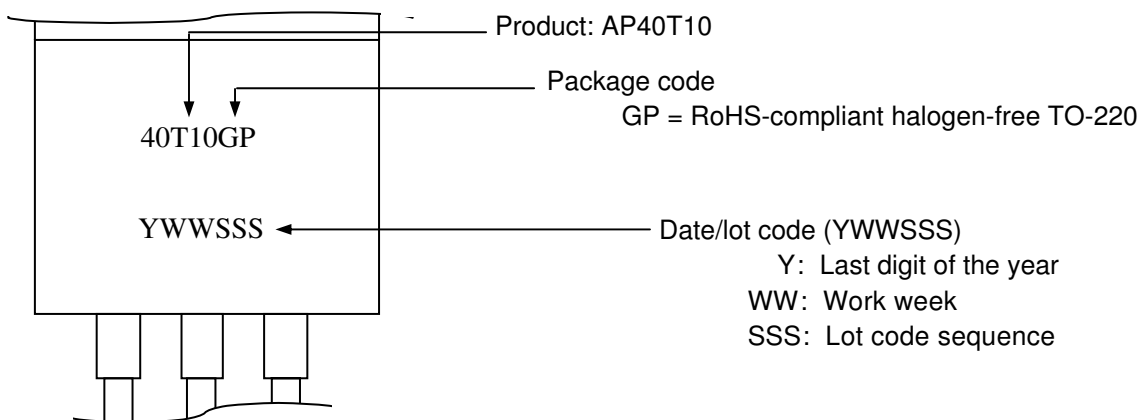 Product: AP40T10
Package code
GP = RoHS-compliant halogen-free TO-220
40T10GP
YWWSSS
Date/lot code (YWWSSS)
Y: Last digit of the year
WW: Work week
SSS: Lot code sequence